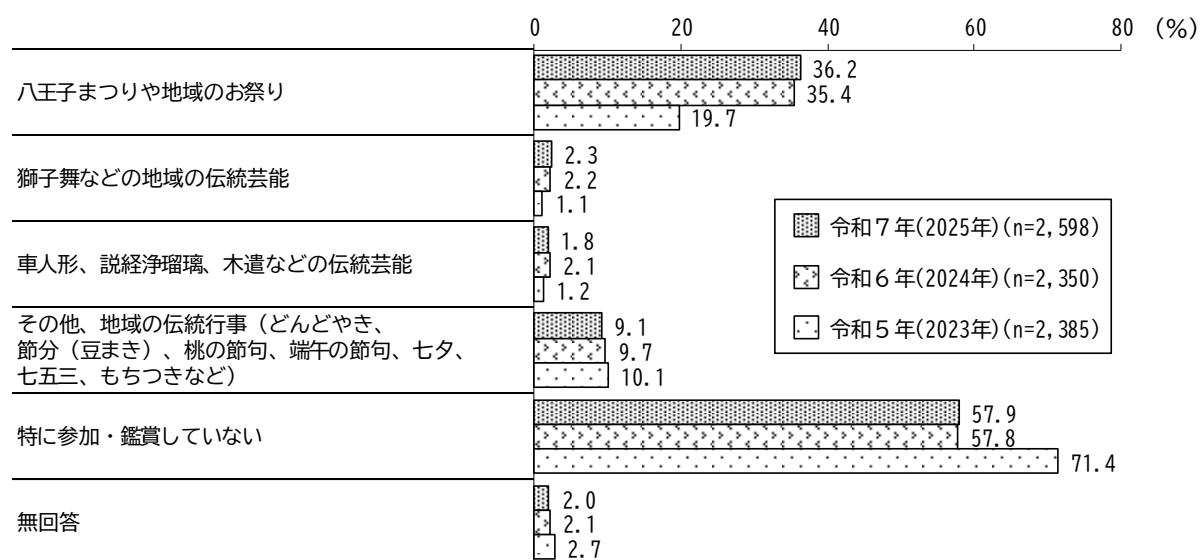 0 20 40 60 80 (%)
八王子まつりや地域のお祭り
36.2
35.4
19.7
獅子舞などの地域の伝統芸能
2.3
2.2
1.1
車人形、説経浄瑠璃、木遣などの伝統芸能
1.8
2.1
1.2
その他、地域の伝統行事（どんどやき、
節分（豆まき）、桃の節句、端午の節句、七夕、
七五三、もちつきなど）
9.1
9.7
10.1
特に参加・鑑賞していない
57.9
57.8
71.4
無回答
2.0
2.1
2.7
令和７年(2025年)(n=2,598)
令和６年(2024年)(n=2,350)
令和５年(2023年)(n=2,385)